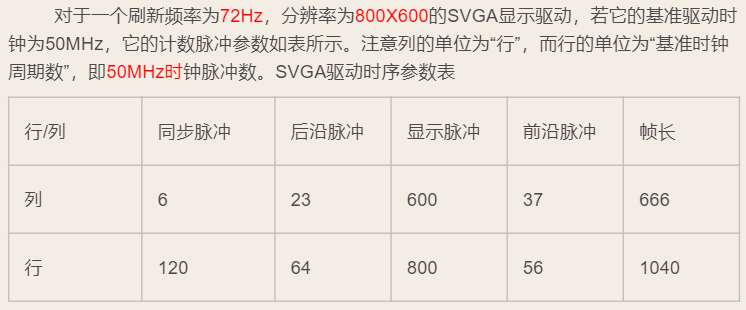 对于一个刷新频率为72Hz，分辨率为800X600的SVGA显示驱动，若它的基准驱动时
钟为50MHz，它的计数脉冲参数如表所示。注意列的单位为“行”，而行的单位为“基准时钟
周期数”，即50MHz时钟脉冲数。SVGA驱动时序参数表
行/列 同步脉冲 后沿脉冲 显示脉冲 前沿脉冲 帧长
列 6 23 600 37 666
行 120 64 800 56 1040